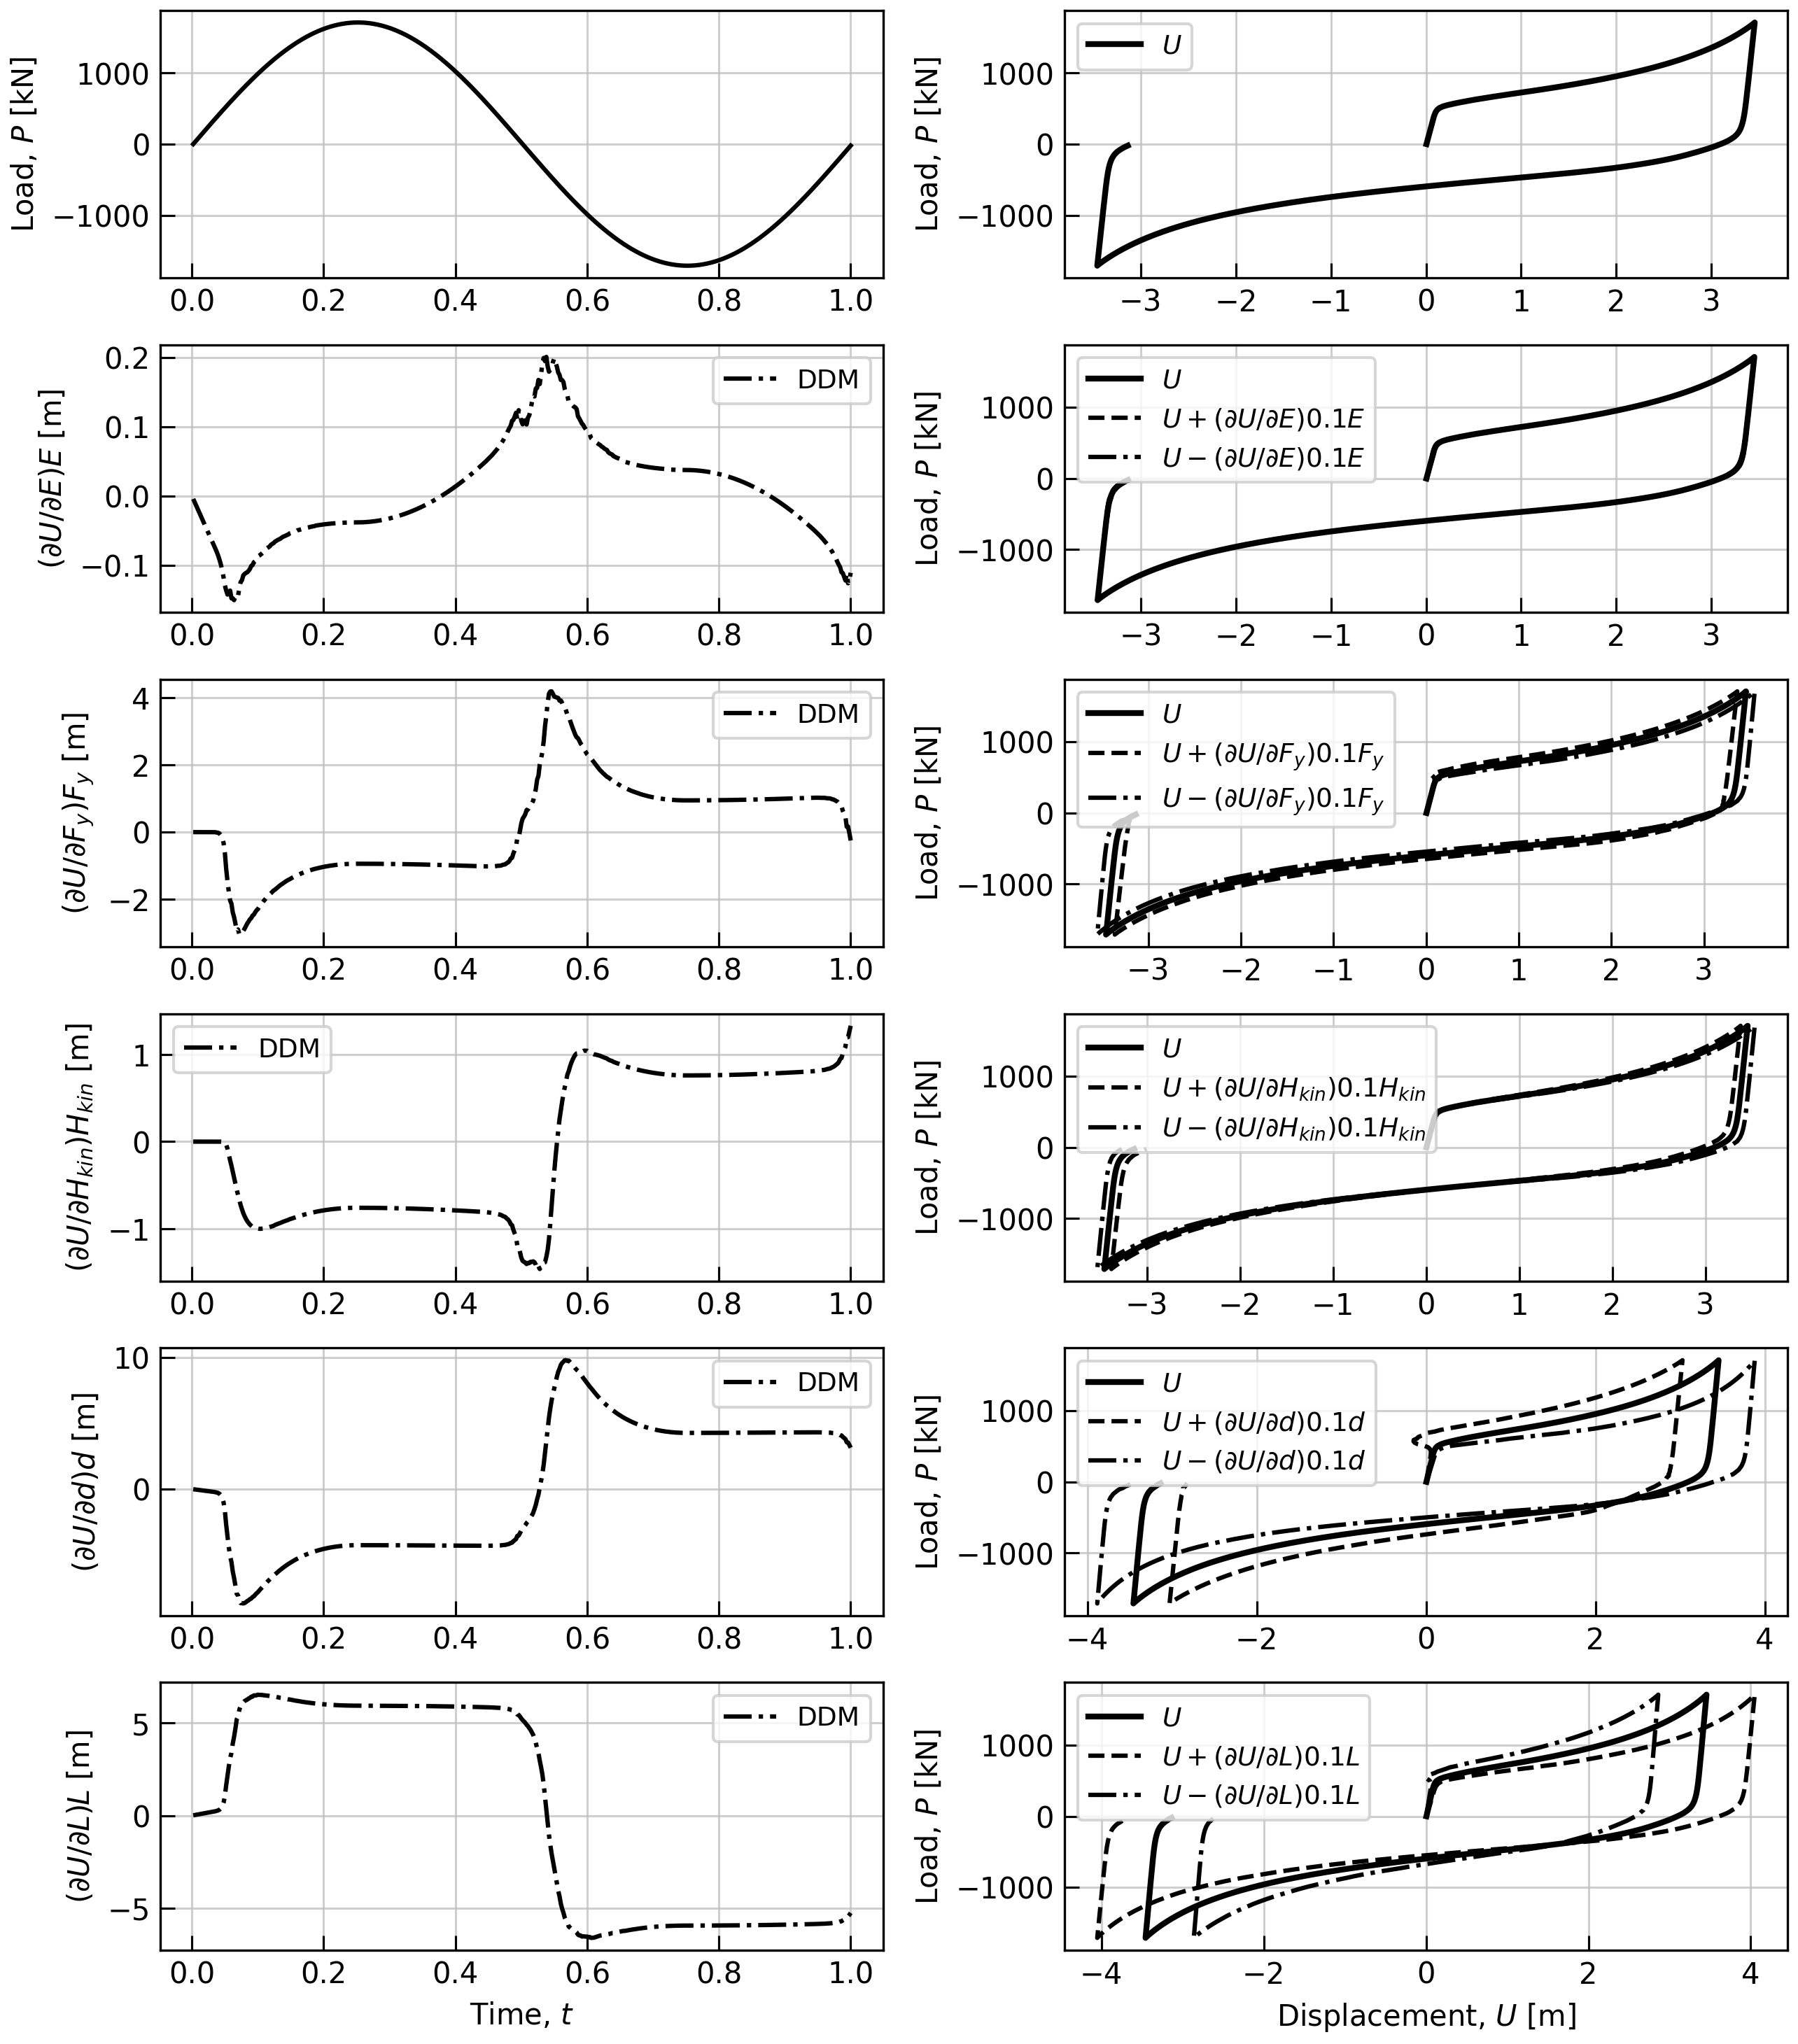 Load, P [kN]
1000
0
−1000
0.0 0.2 0.4 0.6 0.8 1.0
Load, P [kN]
1000
0
−1000
U
−3 −2 −1 0 1 2 3
(∂U/∂E)E [m]
0.2
0.1
0.0
−0.1
DDM
0.0 0.2 0.4 0.6 0.8 1.0
Load, P [kN]
1000
0
−1000
U
U + (∂U/∂E)0.1E
U − (∂U/∂E)0.1E
−3 −2 −1 0 1 2 3
(∂U/∂F_y)F_y [m]
4
2
0
−2
DDM
0.0 0.2 0.4 0.6 0.8 1.0
Load, P [kN]
1000
0
−1000
U
U + (∂U/∂F_y)0.1F_y
U − (∂U/∂F_y)0.1F_y
−3 −2 −1 0 1 2 3
(∂U/∂H_kin)H_kin [m]
1
0
−1
DDM
0.0 0.2 0.4 0.6 0.8 1.0
Load, P [kN]
1000
0
−1000
U
U + (∂U/∂H_kin)0.1H_kin
U − (∂U/∂H_kin)0.1H_kin
−3 −2 −1 0 1 2 3
(∂U/∂d)d [m]
10
0
DDM
0.0 0.2 0.4 0.6 0.8 1.0
Load, P [kN]
1000
0
−1000
U
U + (∂U/∂d)0.1d
U − (∂U/∂d)0.1d
−4 −2 0 2 4
(∂U/∂L)L [m]
5
0
−5
DDM
0.0 0.2 0.4 0.6 0.8 1.0
Time, t
Load, P [kN]
1000
0
−1000
U
U + (∂U/∂L)0.1L
U − (∂U/∂L)0.1L
−4 −2 0 2 4
Displacement, U [m]